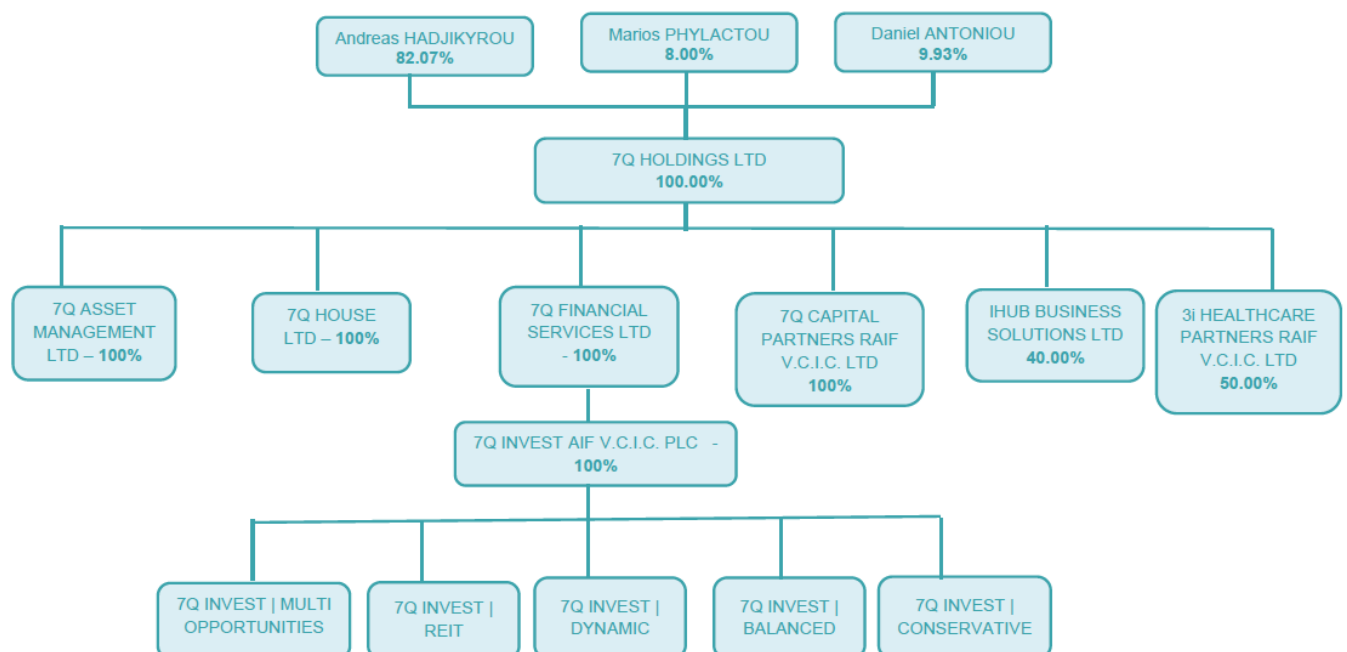 Andreas HADJIKYROU
82.07%
Marios PHYLACTOU
8.00%
Daniel ANTONIOU
9.93%
7Q HOLDINGS LTD
100.00%
7Q ASSET
MANAGEMENT
LTD – 100%
7Q HOUSE
LTD – 100%
7Q FINANCIAL
SERVICES LTD
- 100%
7Q CAPITAL
PARTNERS RAIF
V.C.I.C. LTD
100%
IHUB BUSINESS
SOLUTIONS LTD
40.00%
3i HEALTHCARE
PARTNERS RAIF
V.C.I.C. LTD
50.00%
7Q INVEST AIF V.C.I.C. PLC -
100%
7Q INVEST | MULTI
OPPORTUNITIES
7Q INVEST |
REIT
7Q INVEST |
DYNAMIC
7Q INVEST |
BALANCED
7Q INVEST |
CONSERVATIVE